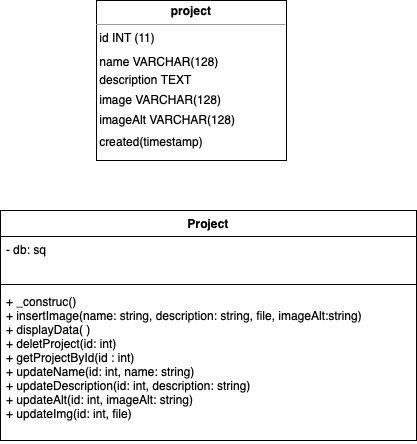 project
id INT (11)
name VARCHAR(128)
description TEXT
image VARCHAR(128)
imageAlt VARCHAR(128)
created(timestamp)
Project
- db: sq
+ _construc()
+ insertImage(name: string, description: string, file, imageAlt:string)
+ displayData( )
+ deletProject(id: int)
+ getProjectById(id : int)
+ updateName(id: int, name: string)
+ updateDescription(id: int, description: string)
+ updateAlt(id: int, imageAlt: string)
+ updateImg(id: int, file)